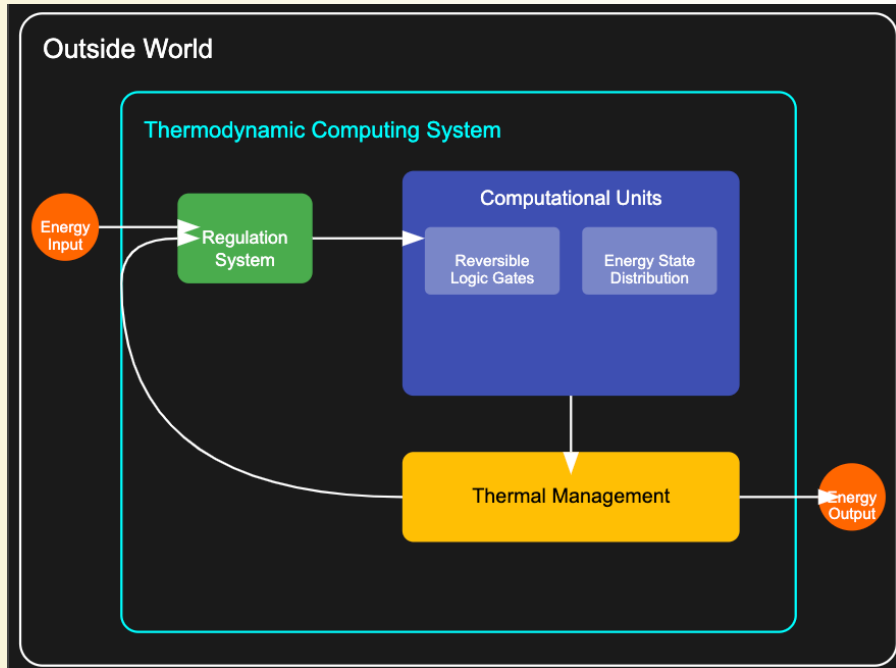 Outside World
Thermodynamic Computing System
Energy
Input
Regulation
System
Computational Units
Reversible
Logic Gates
Energy State
Distribution
Thermal Management
Energy
Output